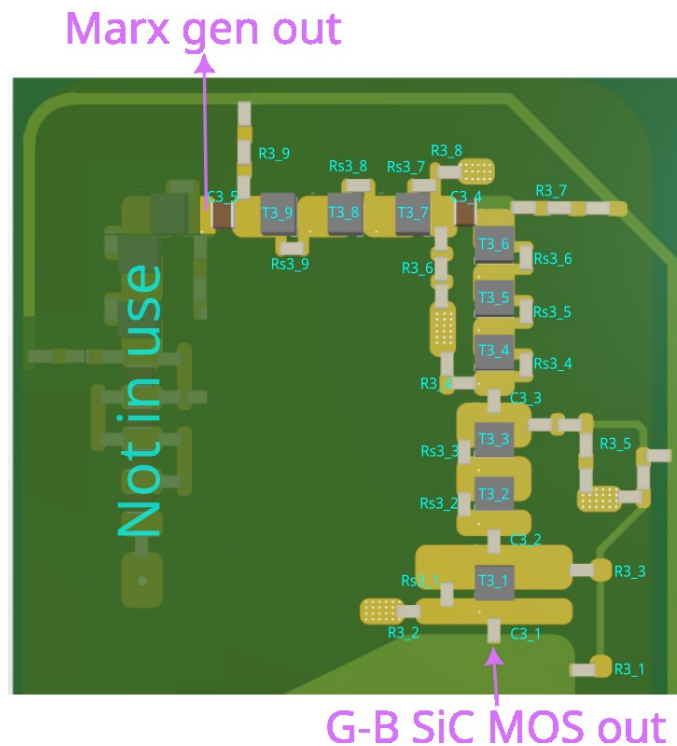 Marx gen out
R3_9
Rs3_8
Rs3_7
R3_8
C3_5
T3_9
T3_8
T3_7
C3_4
R3_7
Rs3_9
R3_6
T3_6
Rs3_6
T3_5
Rs3_5
T3_4
Rs3_4
R3_4
C3_3
Not in use
T3_3
Rs3_3
R3_5
T3_2
Rs3_2
C3_2
T3_1
Rs3_1
R3_3
R3_2
C3_1
R3_1
G-B SiC MOS out